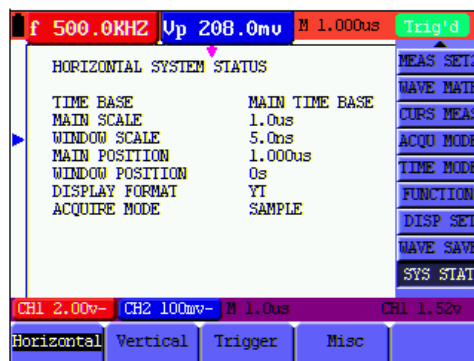 f 500.0KHZ Vp 208.0mv M 1.000us Trig'd
HORIZONTAL SYSTEM STATUS
TIME BASE MAIN TIME BASE
MAIN SCALE 1.0us
WINDOW SCALE 5.0ns
MAIN POSITION 1.000us
WINDOW POSITION 0s
DISPLAY FORMAT YT
ACQUIRE MODE SAMPLE
MEAS SET
WAVE MATH
CURS MEAS
ACQU MODE
TIME MODE
FUNCTION
DISP SET
WAVE SAVE
SYS STAT
CH1 2.00v- CH2 100mv- M 1.0us CH1 1.52v
Horizontal Vertical Trigger Misc